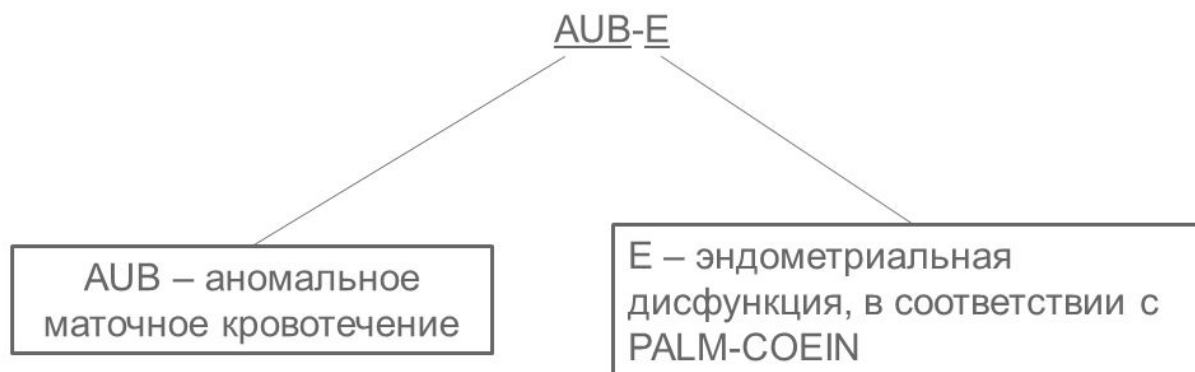 AUB-E
AUB – аномальное
маточное кровотечение
E – эндометриальная
дисфункция, в соответствии с
PALM-COEIN